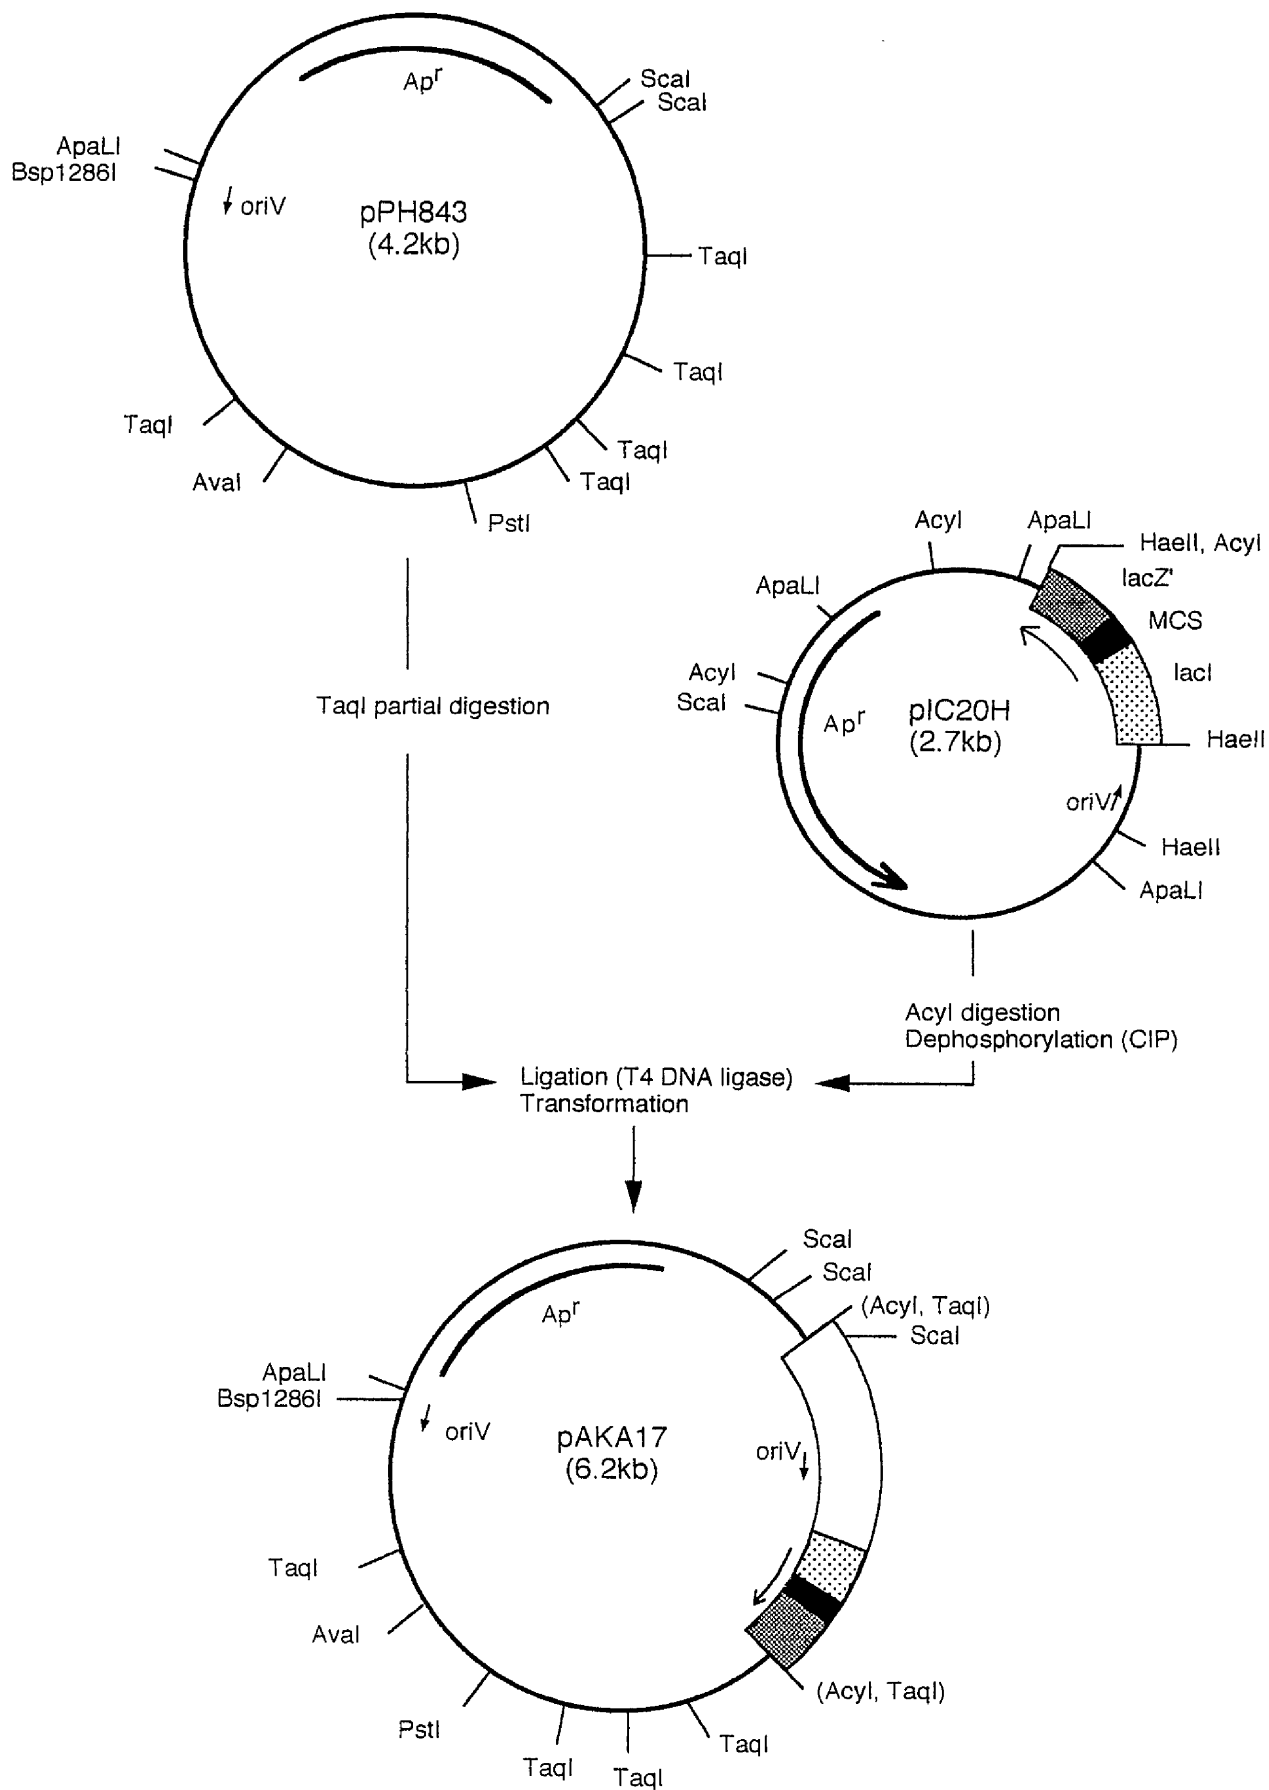 Apr
ScaI
ScaI
ApaLI
Bsp1286I
oriV
pPH843
(4.2kb)
TaqI
TaqI
TaqI
TaqI
TaqI
AvaI
PstI
TaqI partial digestion
AcyI
ApaLI
HaeII, AcyI
lacZ'
MCS
lacI
ApaLI
AcyI
ScaI
Apr
pIC20H
(2.7kb)
HaeII
oriV
HaeII
ApaLI
AcyI digestion
Dephosphorylation (CIP)
Ligation (T4 DNA ligase)
Transformation
ScaI
ScaI
(AcyI, TaqI)
ScaI
Apr
ApaLI
Bsp1286I
oriV
pAKA17
(6.2kb)
oriV
TaqI
AvaI
PstI
TaqI
TaqI
TaqI
(AcyI, TaqI)